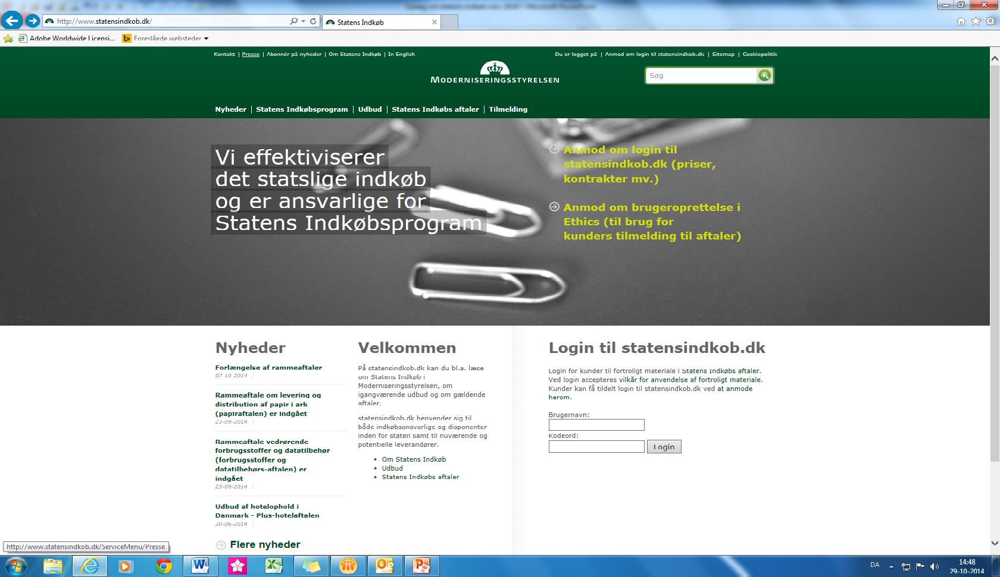 http://www.statensindkob.dk/
Statens Indkøb
Adobe Worldwide Licensi...
Foreslåede websteder
Kontakt | Presse | Abonnér på nyheder | Om Statens Indkøb | In English
Du er logget på | Anmod om login til statensindkob.dk | Sitemap | Cookiepolitik
MODERNISERINGSSTYRELSEN
Søg
Nyheder | Statens Indkøbsprogram | Udbud | Statens Indkøbs aftaler | Tilmelding
Vi effektiviserer
det statslige indkøb
og er ansvarlige for
Statens Indkøbsprogram
Anmod om login til
statensindkob.dk (priser,
kontrakter mv.)
Anmod om brugeroprettelse i
Ethics (til brug for
kunders tilmelding til aftaler)
Nyheder
Forlængelse af rammeaftaler
07-10-2014 |
Rammeaftale om levering og
distribution af papir i ark
(papiraftalen) er indgået
23-09-2014 |
Rammeaftale vedrørende
forbrugsstoffer og datatilbehør
(forbrugsstoffer og
datatilbehørs-aftalen) er
indgået
23-09-2014 |
Udbud af hotelophold i
Danmark - Plus-hotelaftalen
30-06-2014 |
Flere nyheder
Velkommen
På statensindkob.dk kan du bl.a. læse
om Statens Indkøb i
Moderniseringsstyrelsen, om
igangværende udbud og om gældende
aftaler.
statensindkob.dk henvender sig til
både indkøbsansvarlige og disponenter
inden for staten samt til nuværende og
potentielle leverandører.
• Om Statens Indkøb
• Udbud
• Statens Indkøbs aftaler
Login til statensindkob.dk
Login for kunder til fortroligt materiale i Statens Indkøbs aftaler.
Ved login accepteres vilkår for anvendelse af fortroligt materiale.
Kunder kan få tildelt login til statensindkob.dk ved at anmode
herom.
Brugernavn:
Kodeord:
Login
http://www.statensindkob.dk/ServiceMenu/Presse
DA
14:48
29-10-2014